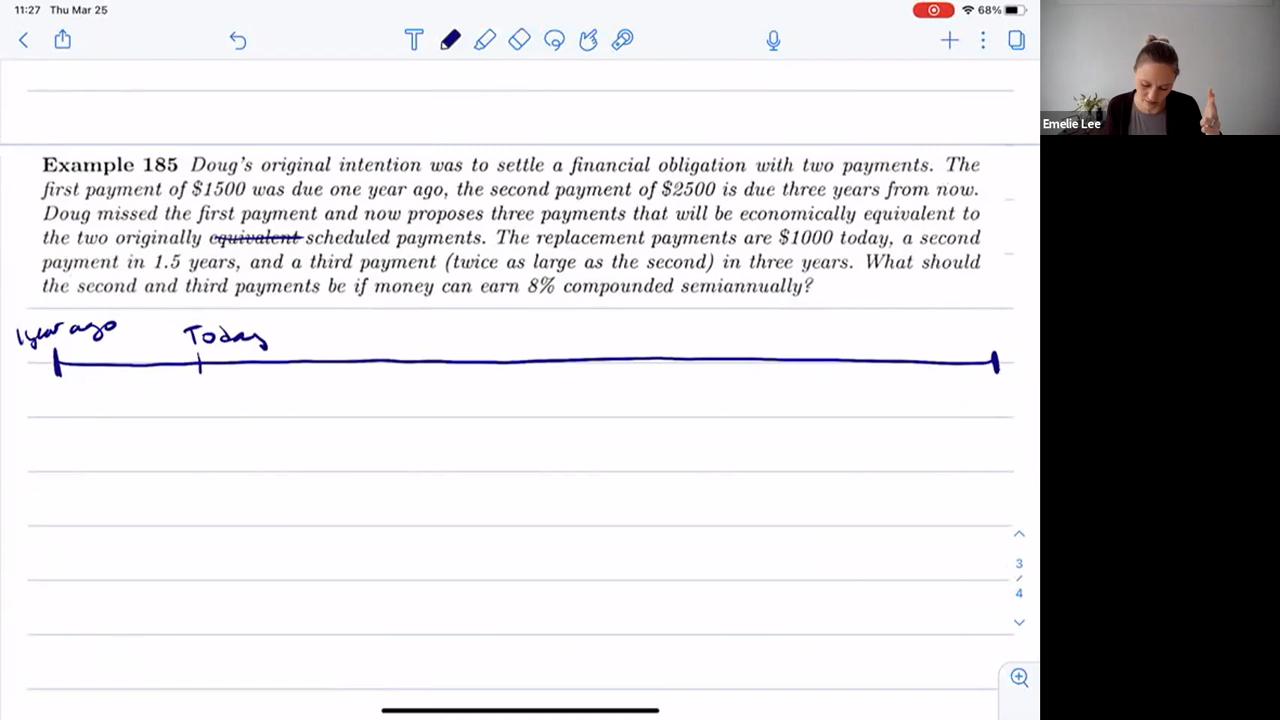 11:27 Thu Mar 25
68%
T
Emelie Lee
Example 185 Doug's original intention was to settle a financial obligation with two payments. The
first payment of $1500 was due one year ago, the second payment of $2500 is due three years from now.
Doug missed the first payment and now proposes three payments that will be economically equivalent to
the two originally equivalent scheduled payments. The replacement payments are $1000 today, a second
payment in 1.5 years, and a third payment (twice as large as the second) in three years. What should
the second and third payments be if money can earn 8% compounded semiannually?
1 year ago
Today
3
/
4